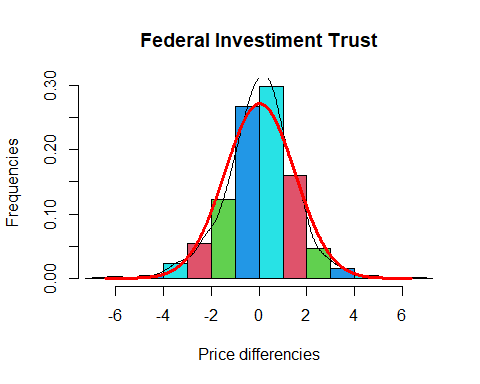 Federal Investiment Trust
Frequencies
0.30
0.20
0.10
0.00
-6 -4 -2 0 2 4 6
Price differencies